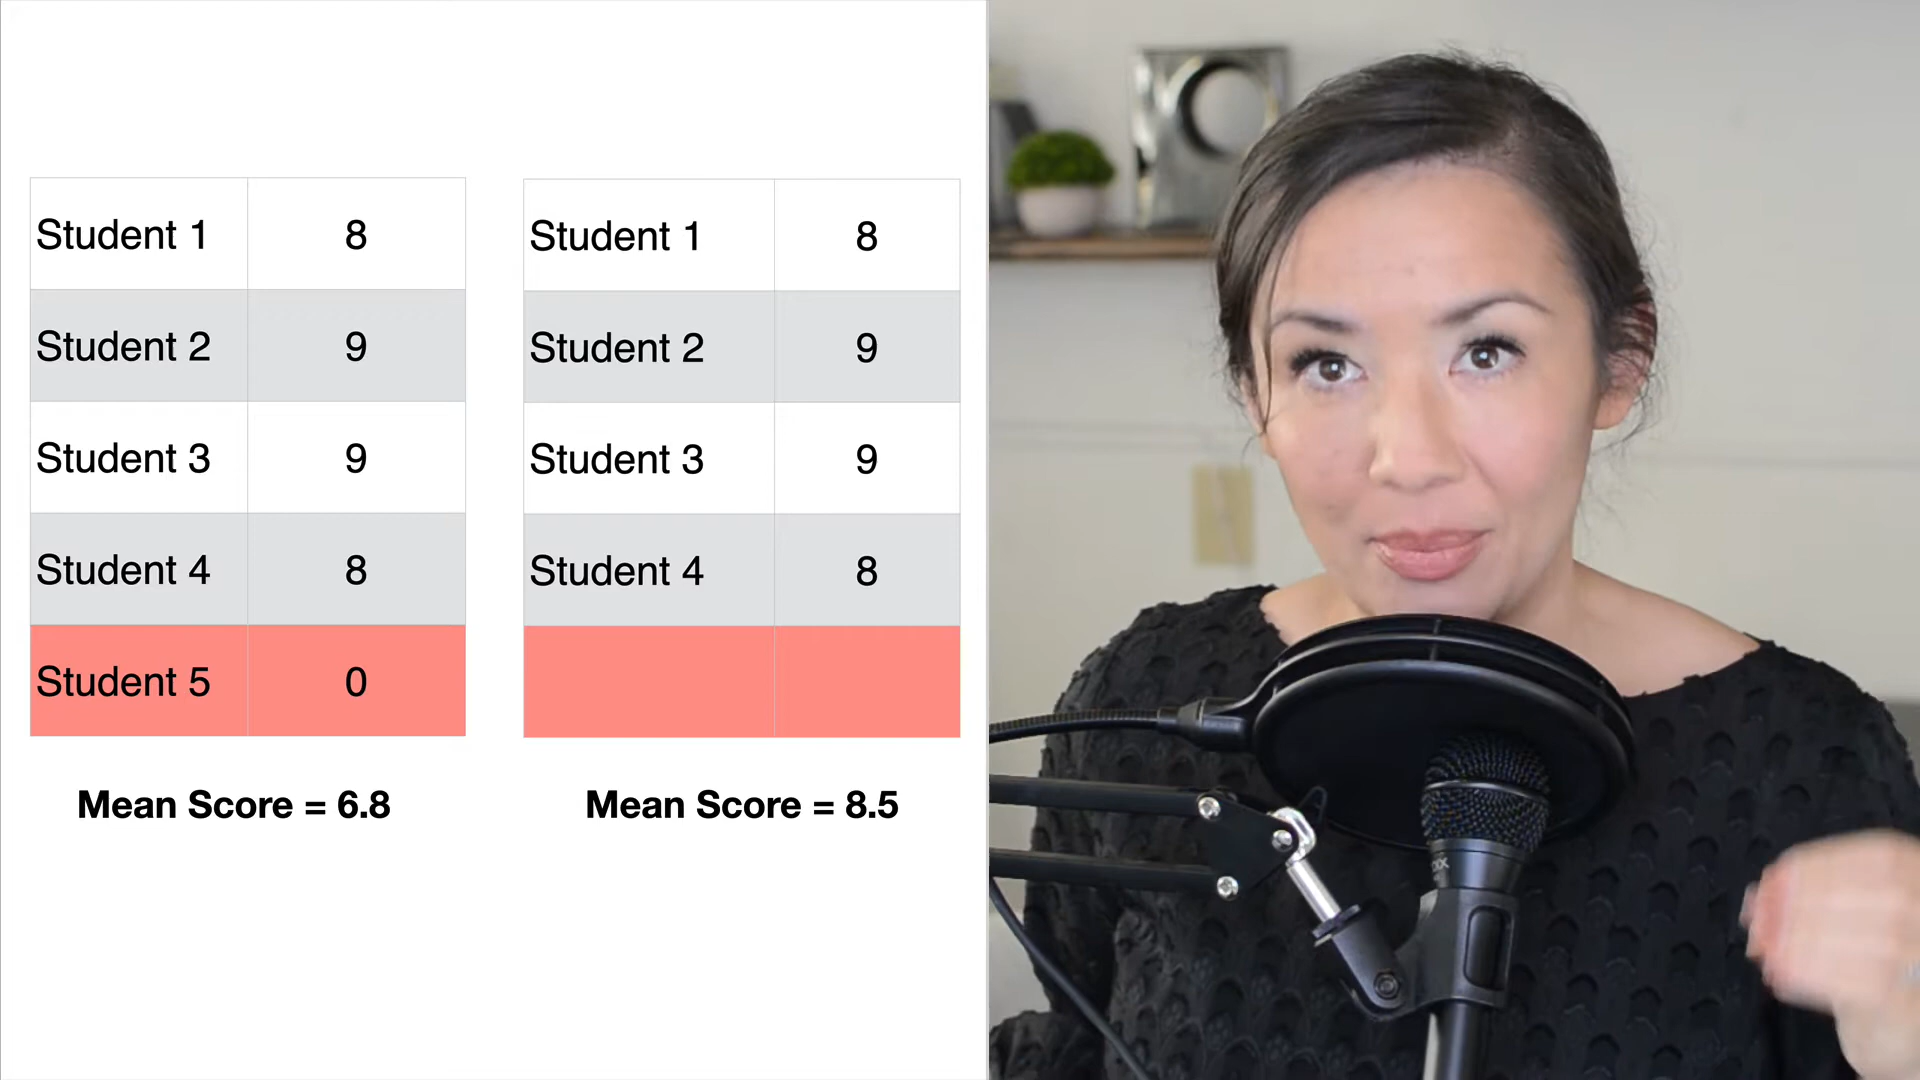 Student 1 8
Student 2 9
Student 3 9
Student 4 8
Student 5 0
Mean Score = 6.8
Student 1 8
Student 2 9
Student 3 9
Student 4 8
Mean Score = 8.5